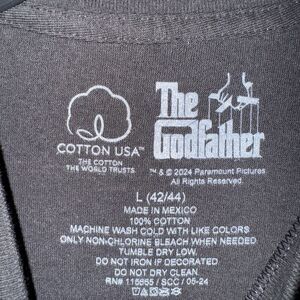 COTTON USA™
THE COTTON
THE WORLD TRUSTS
The
Godfather
™ & © 2024 Paramount Pictures
All Rights Reserved.
L (42/44)
MADE IN MEXICO
100% COTTON
MACHINE WASH COLD WITH LIKE COLORS
ONLY NON-CHLORINE BLEACH WHEN NEEDED
TUMBLE DRY LOW
DO NOT IRON IF DECORATED
DO NOT DRY CLEAN
RN# 116665 / SCC / 05-24